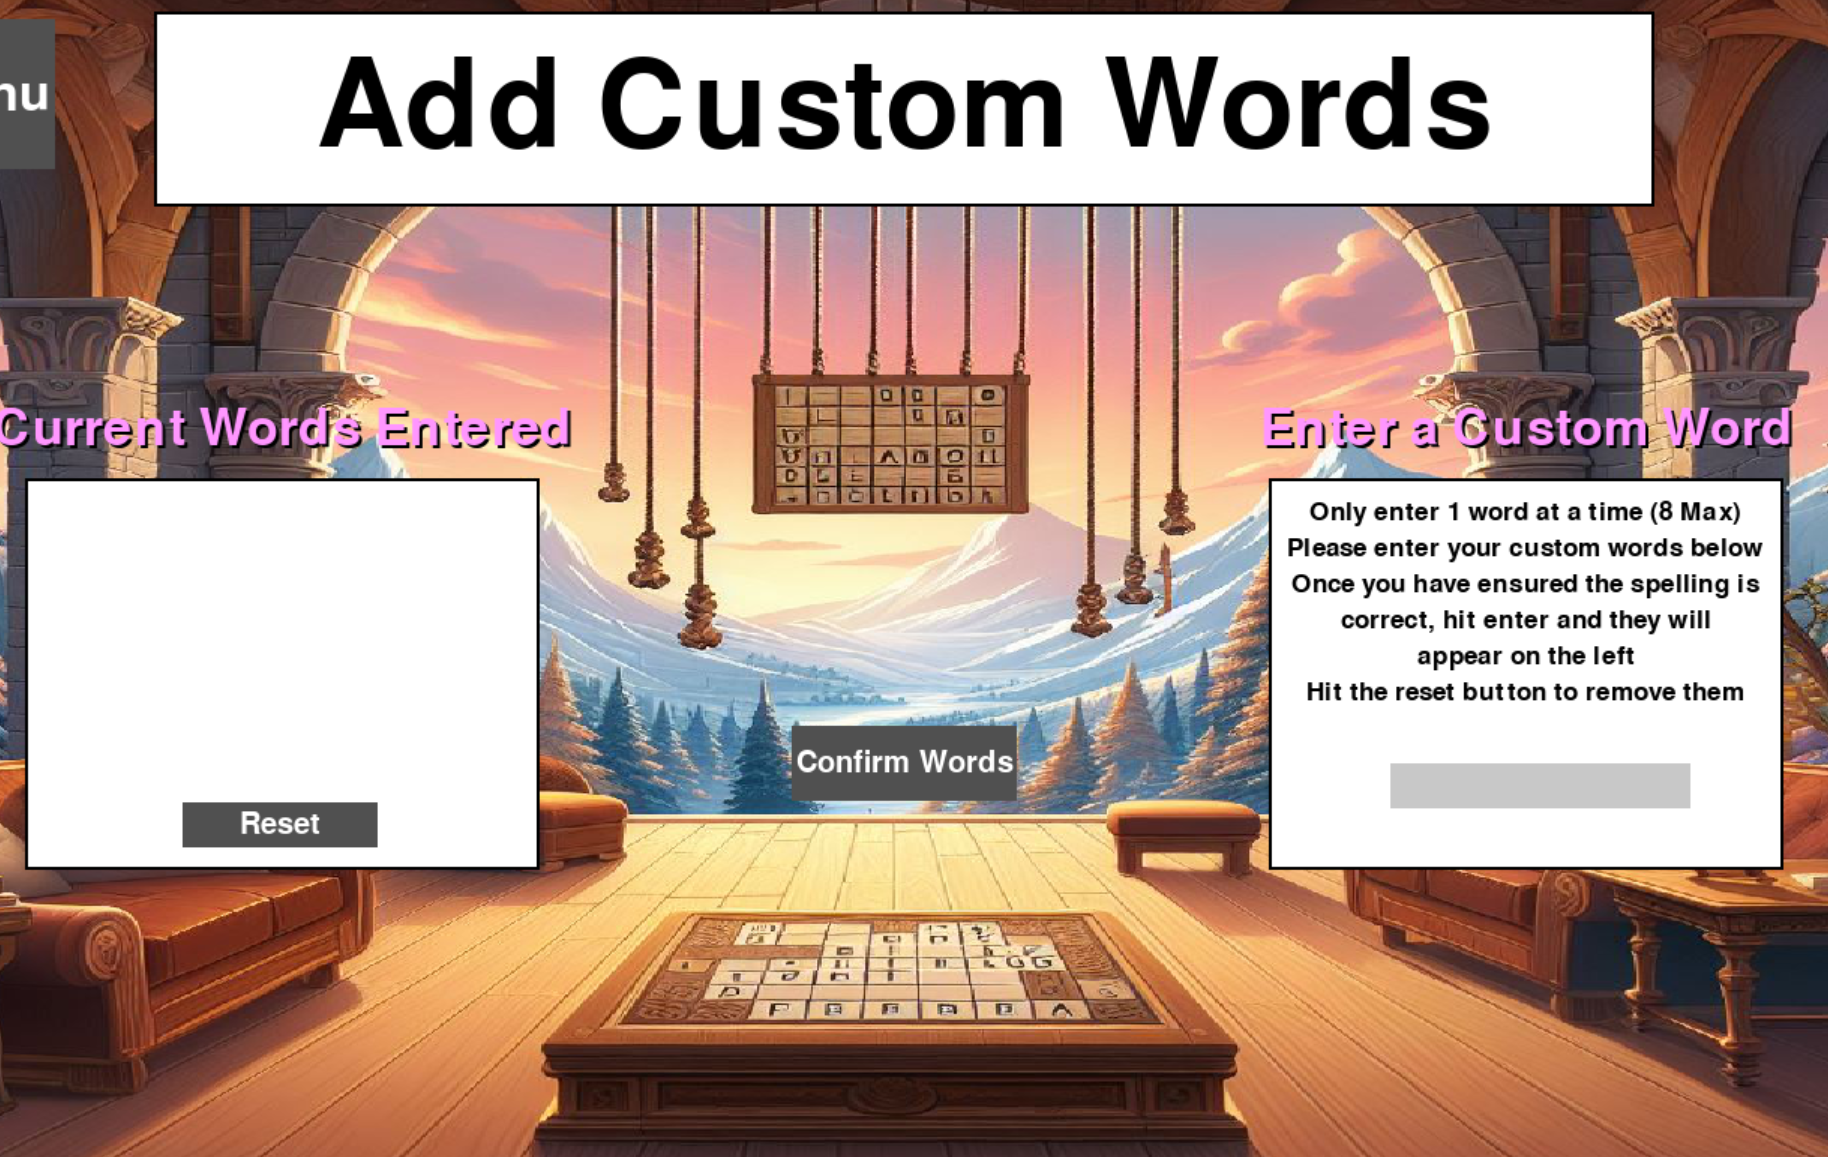 nu
Add Custom Words
Current Words Entered
Enter a Custom Word
Only enter 1 word at a time (8 Max)
Please enter your custom words below
Once you have ensured the spelling is
correct, hit enter and they will
appear on the left
Hit the reset button to remove them
Confirm Words
Reset